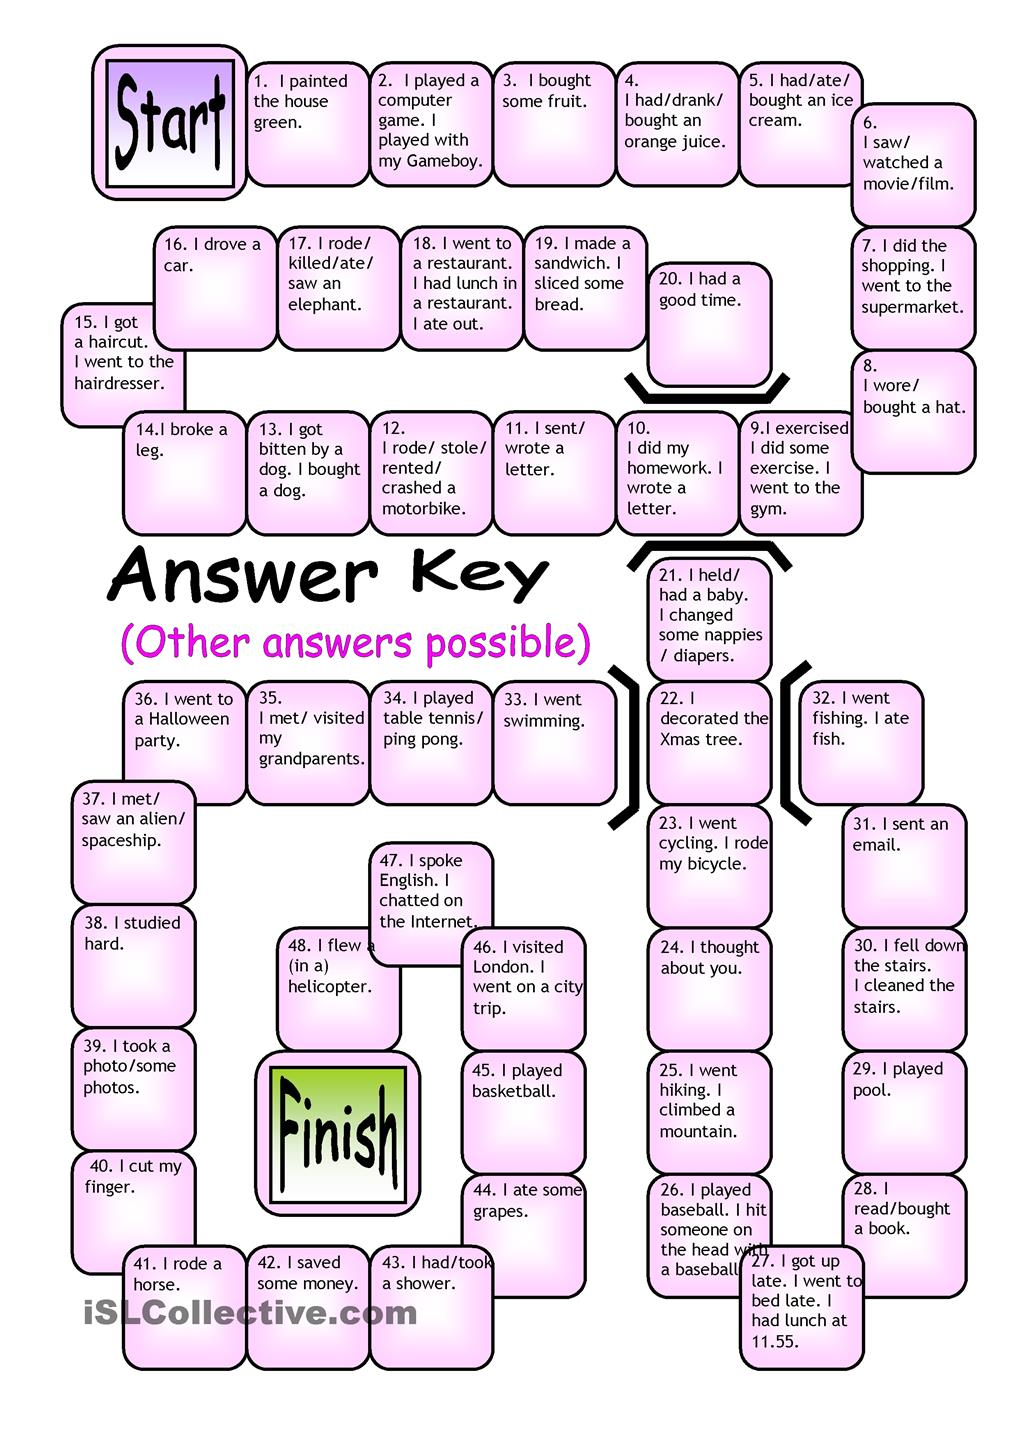 Start
1.  I painted
the house
green.
2.  I played a
computer
game. I
played with
my Gameboy.
3.  I bought
some fruit.
4.
I had/drank/
bought an
orange juice.
5. I had/ate/
bought an ice
cream.
6.
I saw/
watched a
movie/film.
7. I did the
shopping. I
went to the
supermarket.
8.
I wore/
bought a hat.
9.I exercised
I did some
exercise. I
went to the
gym.
10.
I did my
homework. I
wrote a
letter.
11. I sent/
wrote a
letter.
12.
I rode/ stole/
rented/
crashed a
motorbike.
13. I got
bitten by a
dog. I bought
a dog.
14.I broke a
leg.
15. I got
a haircut.
I went to the
hairdresser.
16. I drove a
car.
17. I rode/
killed/ate/
saw an
elephant.
18. I went to
a restaurant.
I had lunch in
a restaurant.
I ate out.
19. I made a
sandwich. I
sliced some
bread.
20. I had a
good time.
Answer Key
(Other answers possible)
21. I held/
had a baby.
I changed
some nappies
/ diapers.
22. I
decorated the
Xmas tree.
23. I went
cycling. I rode
my bicycle.
24. I thought
about you.
25. I went
hiking. I
climbed a
mountain.
26. I played
baseball. I hit
someone on
the head with
a baseball
27. I got up
late. I went to
bed late. I
had lunch at
11.55.
28. I
read/bought
a book.
29. I played
pool.
30. I fell down
the stairs.
I cleaned the
stairs.
31. I sent an
email.
32. I went
fishing. I ate
fish.
33. I went
swimming.
34. I played
table tennis/
ping pong.
35.
I met/ visited
my
grandparents.
36. I went to
a Halloween
party.
37. I met/
saw an alien/
spaceship.
38. I studied
hard.
39. I took a
photo/some
photos.
40. I cut my
finger.
41. I rode a
horse.
42. I saved
some money.
43. I had/took
a shower.
44. I ate some
grapes.
45. I played
basketball.
46. I visited
London. I
went on a city
trip.
47. I spoke
English. I
chatted on
the Internet.
48. I flew a
(in a)
helicopter.
Finish
iSLCollective.com